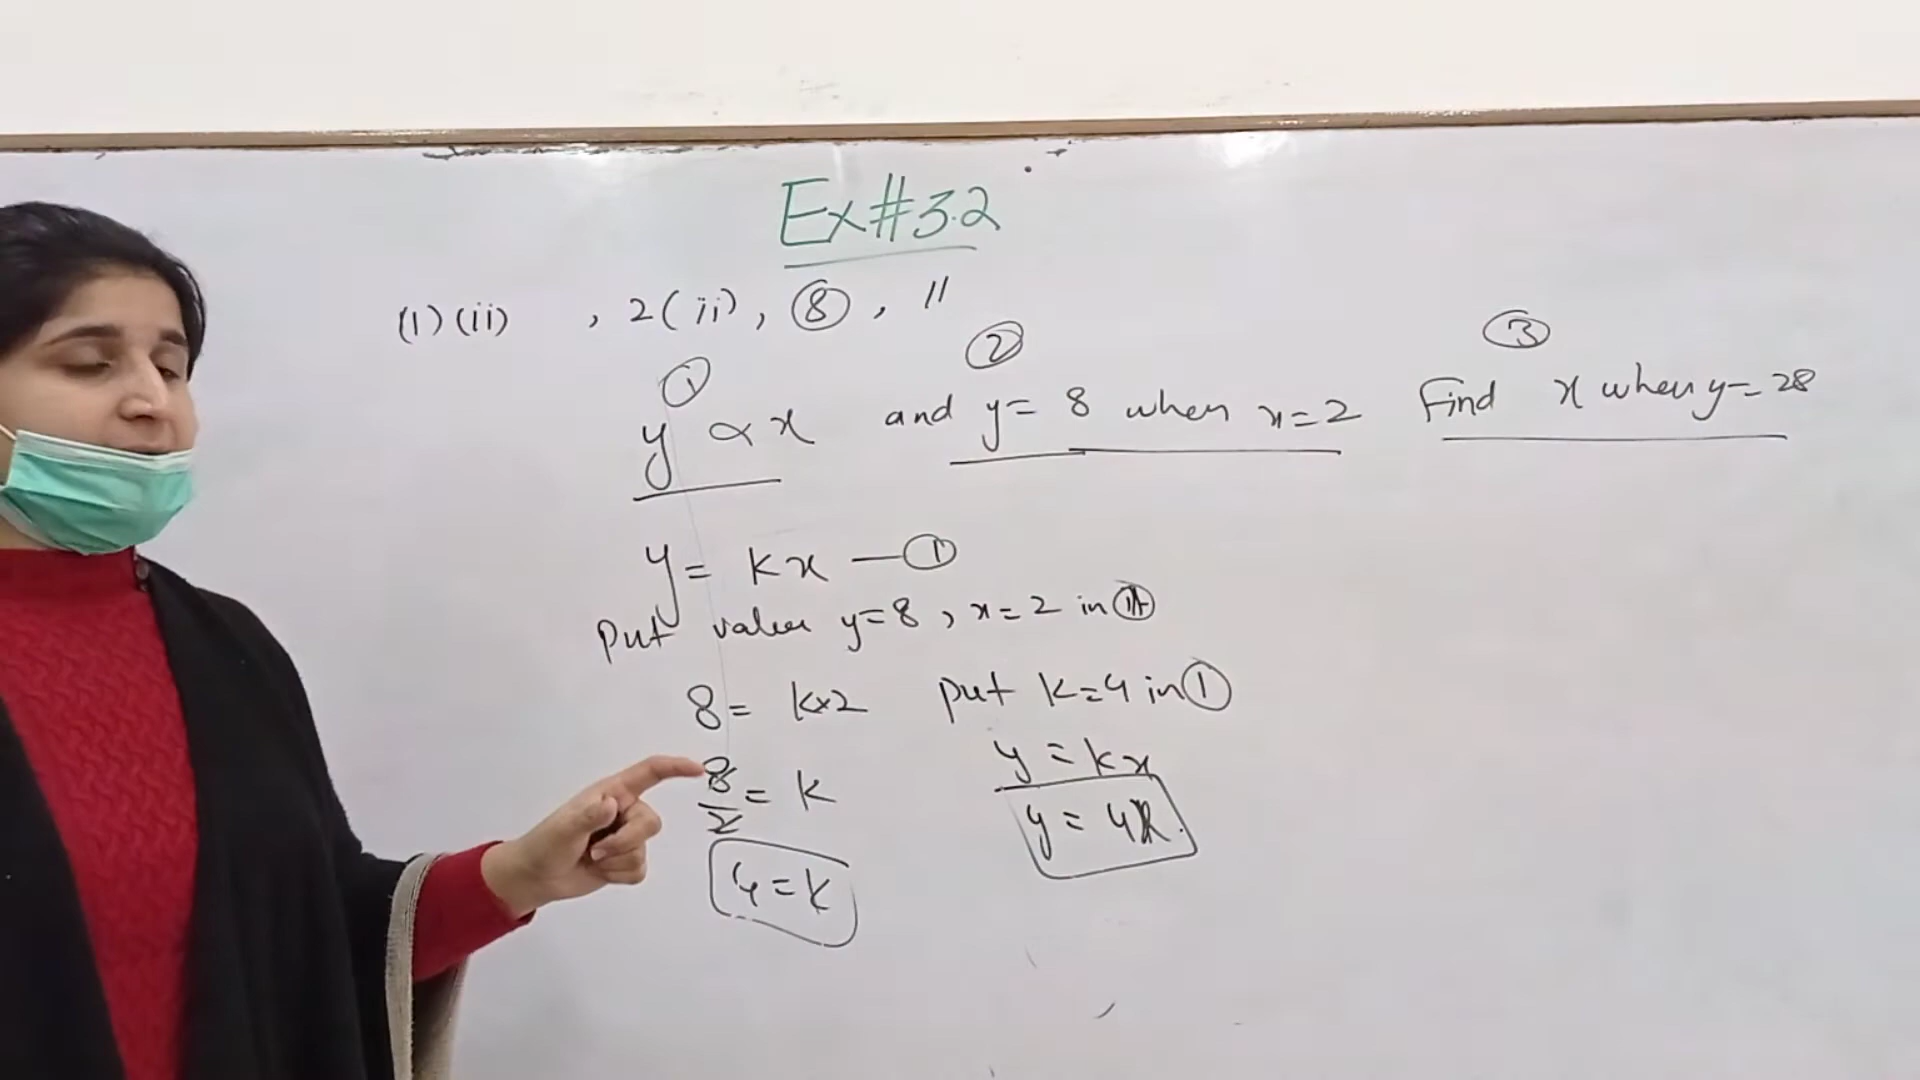 Ex#3.2
(1)(ii) , 2(ii), ⑧, 11
① ② ③
y ∝ x and y= 8 when x=2 Find x when y=28
y= kx —①
Put value y=8, x=2 in ①
8= k×2
8/2 = k
4=k
put k=4 in ①
y = kx
y = 4x.